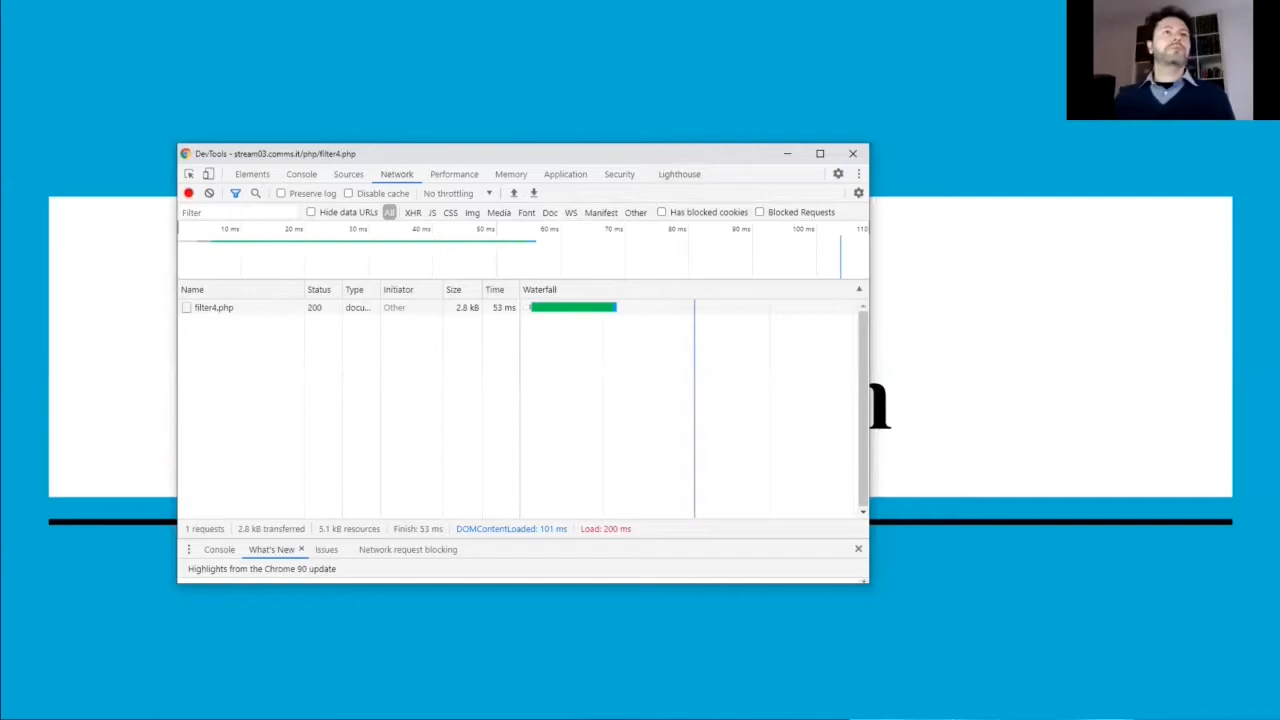 DevTools - stream03.comms.it/php/filter4.php
Elements Console Sources Network Performance Memory Application Security Lighthouse
Preserve log Disable cache No throttling
Filter Hide data URLs All XHR JS CSS Img Media Font Doc WS Manifest Other Has blocked cookies Blocked Requests
10 ms 20 ms 30 ms 40 ms 50 ms 60 ms 70 ms 80 ms 90 ms 100 ms 110
Name Status Type Initiator Size Time Waterfall
filter4.php 200 docu... Other 2.8 kB 53 ms
n
1 requests 2.8 kB transferred 5.1 kB resources Finish: 53 ms DOMContentLoaded: 101 ms Load: 200 ms
Console What's New Issues Network request blocking
Highlights from the Chrome 90 update